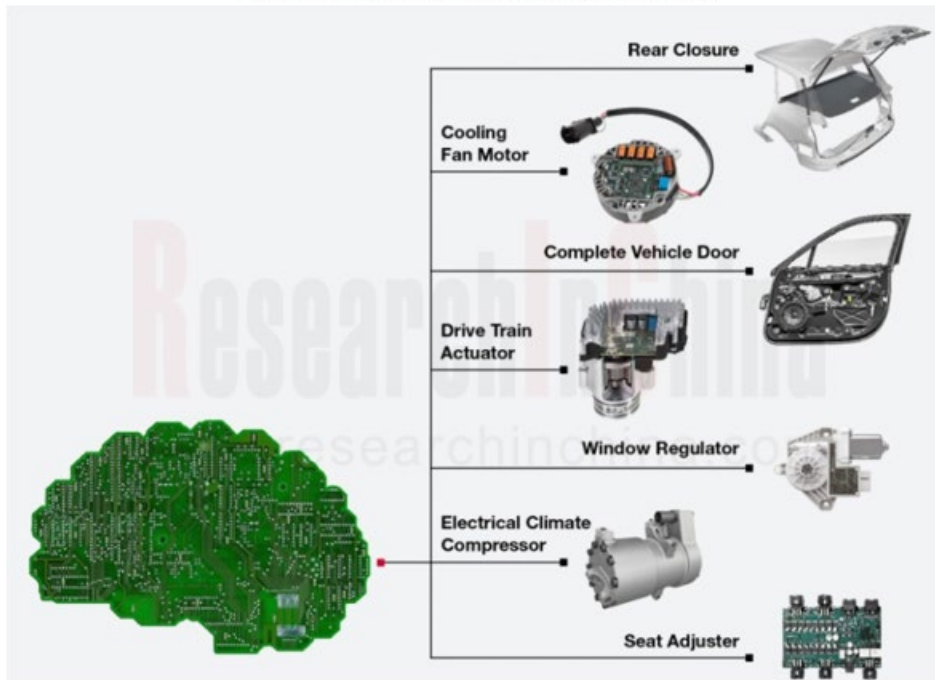 Rear Closure
Cooling
Fan Motor
Complete Vehicle Door
ResearchInChina
Drive Train
Actuator
researchinchina.co
Window Regulator
Electrical Climate
Compressor
Seat Adjuster